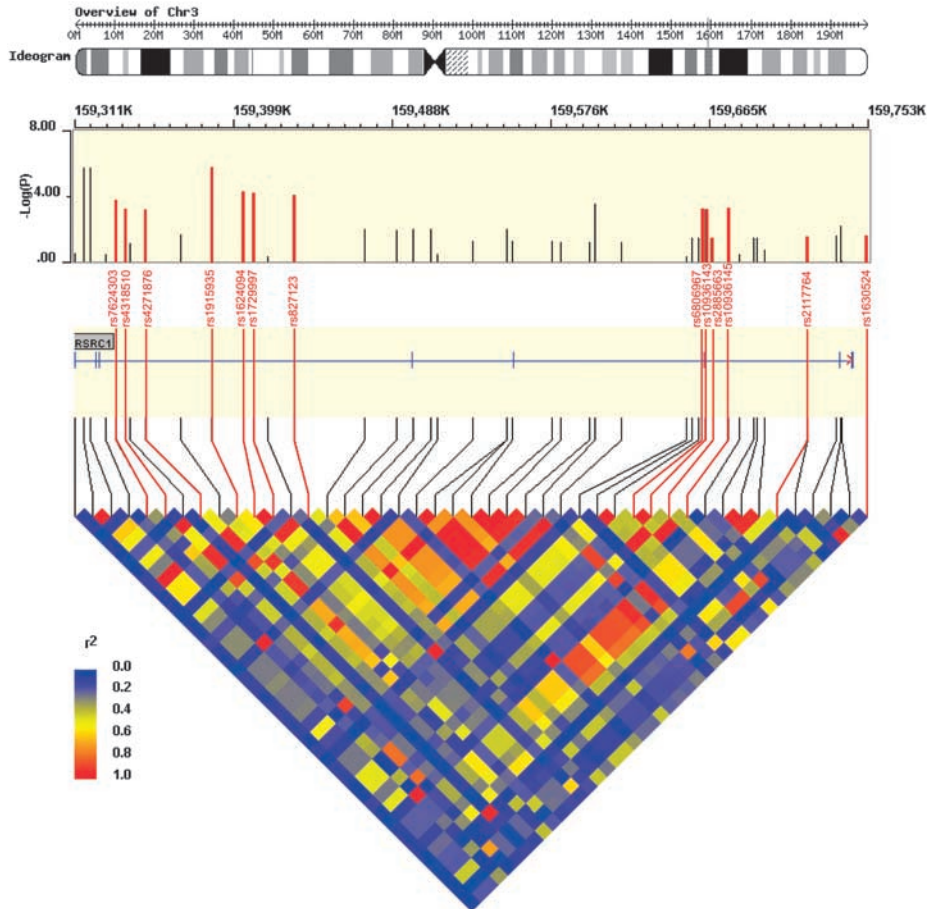 Overview of Chr3
0M 10M 20M 30M 40M 50M 60M 70M 80M 90M 100M 110M 120M 130M 140M 150M 160M 170M 180M 190M
Ideogram
159,311K 159,399K 159,488K 159,576K 159,665K 159,753K
8.00
4.00
.00
-Log(P)
rs7624303
rs4318510
rs4271876
rs1915935
rs1624094
rs1729997
rs827123
rs6806967
rs10936143
rs2885663
rs10936145
rs2117764
rs1630524
RSRC1
r2
0.0
0.2
0.4
0.6
0.8
1.0